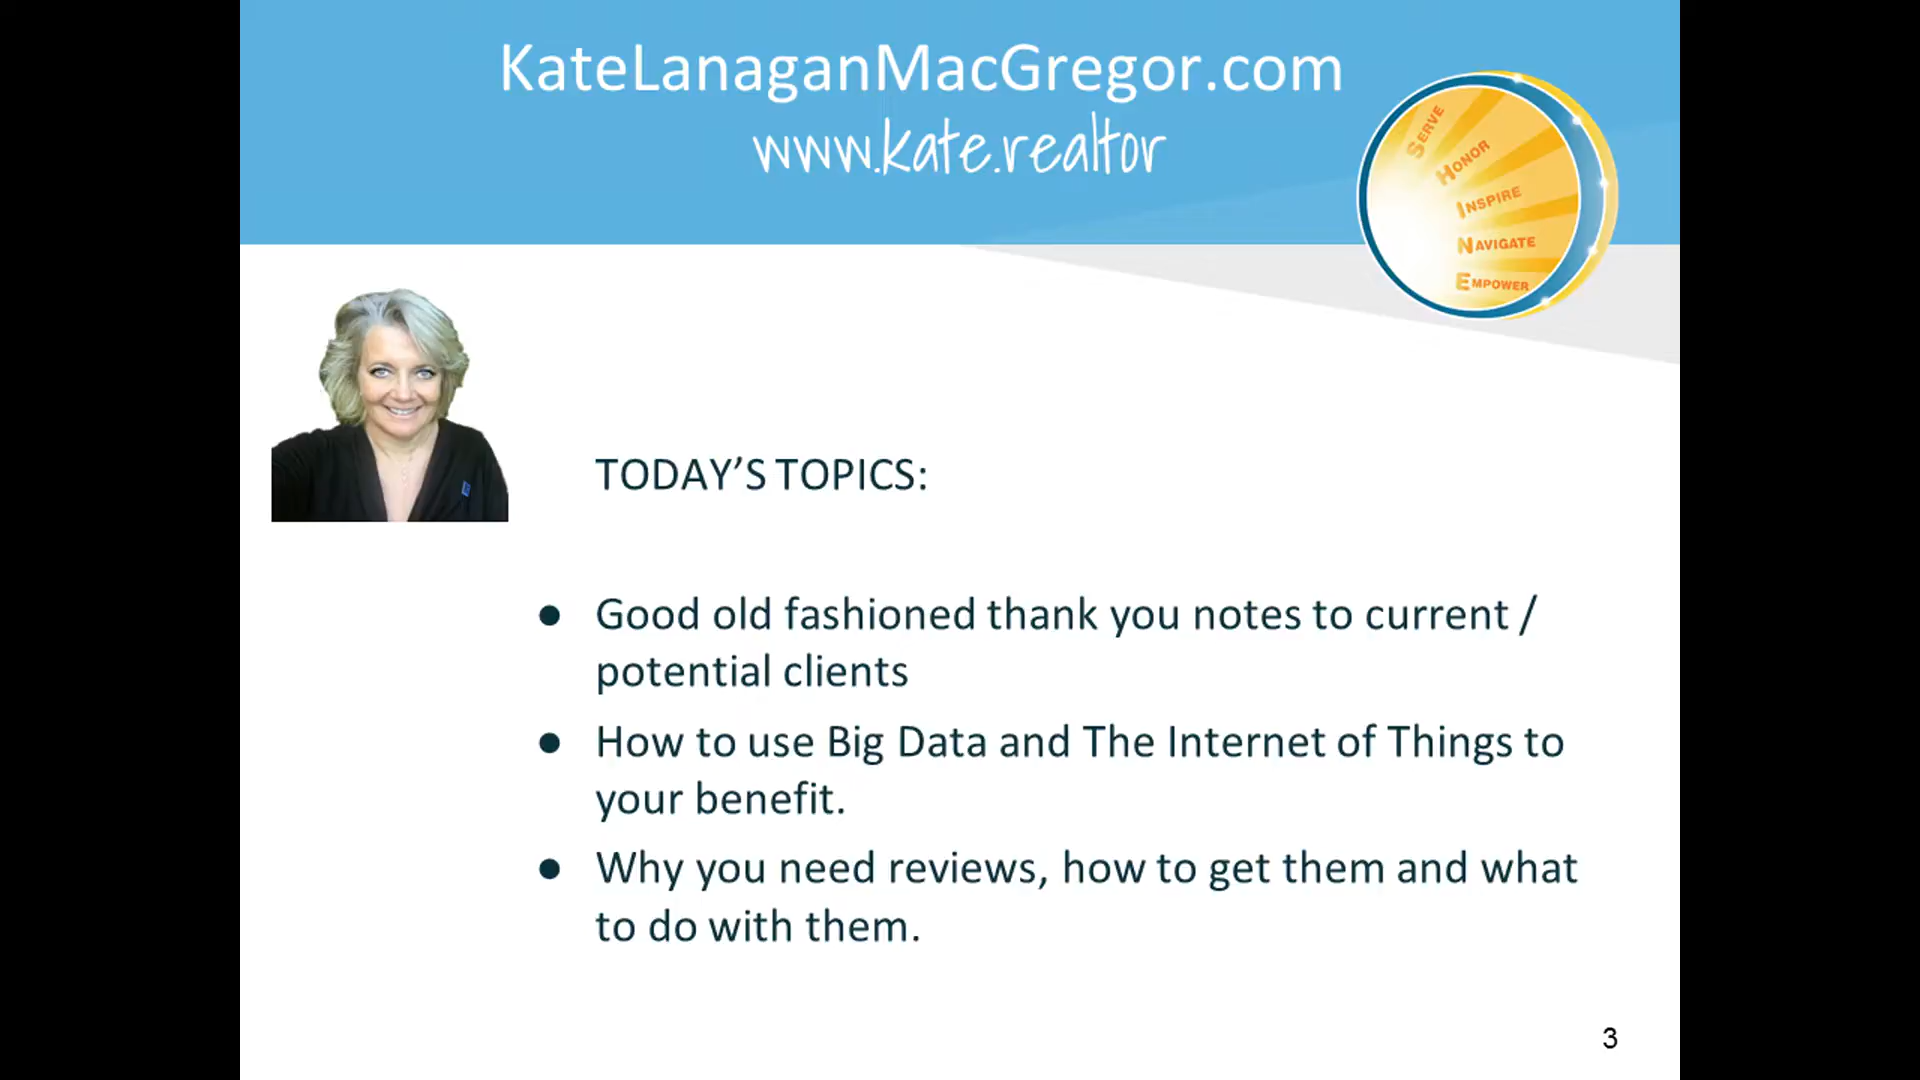 KateLanaganMacGregor.com
www.kate.realtor
SERVE
HONOR
INSPIRE
NAVIGATE
EMPOWER
TODAY’S TOPICS:
● Good old fashioned thank you notes to current /
potential clients
● How to use Big Data and The Internet of Things to
your benefit.
● Why you need reviews, how to get them and what
to do with them.
3